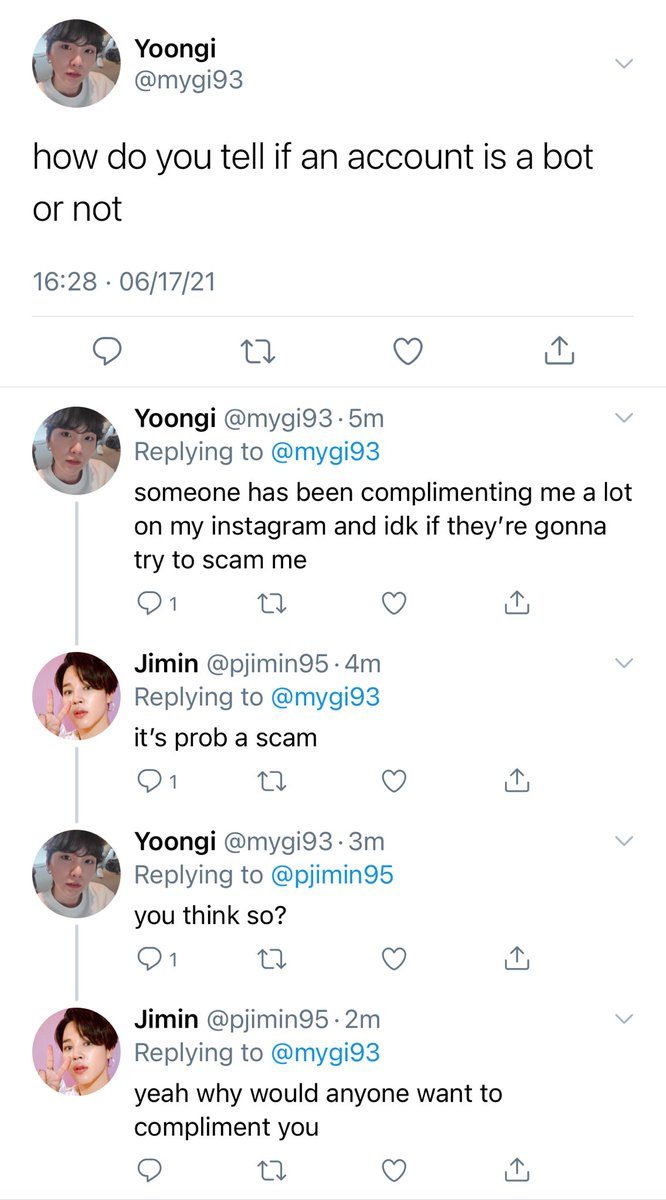 Yoongi
@mygi93
how do you tell if an account is a bot
or not
16:28 · 06/17/21
Yoongi @mygi93 · 5m
Replying to @mygi93
someone has been complimenting me a lot
on my instagram and idk if they’re gonna
try to scam me
1
Jimin @pjimin95 · 4m
Replying to @mygi93
it’s prob a scam
1
Yoongi @mygi93 · 3m
Replying to @pjimin95
you think so?
1
Jimin @pjimin95 · 2m
Replying to @mygi93
yeah why would anyone want to
compliment you